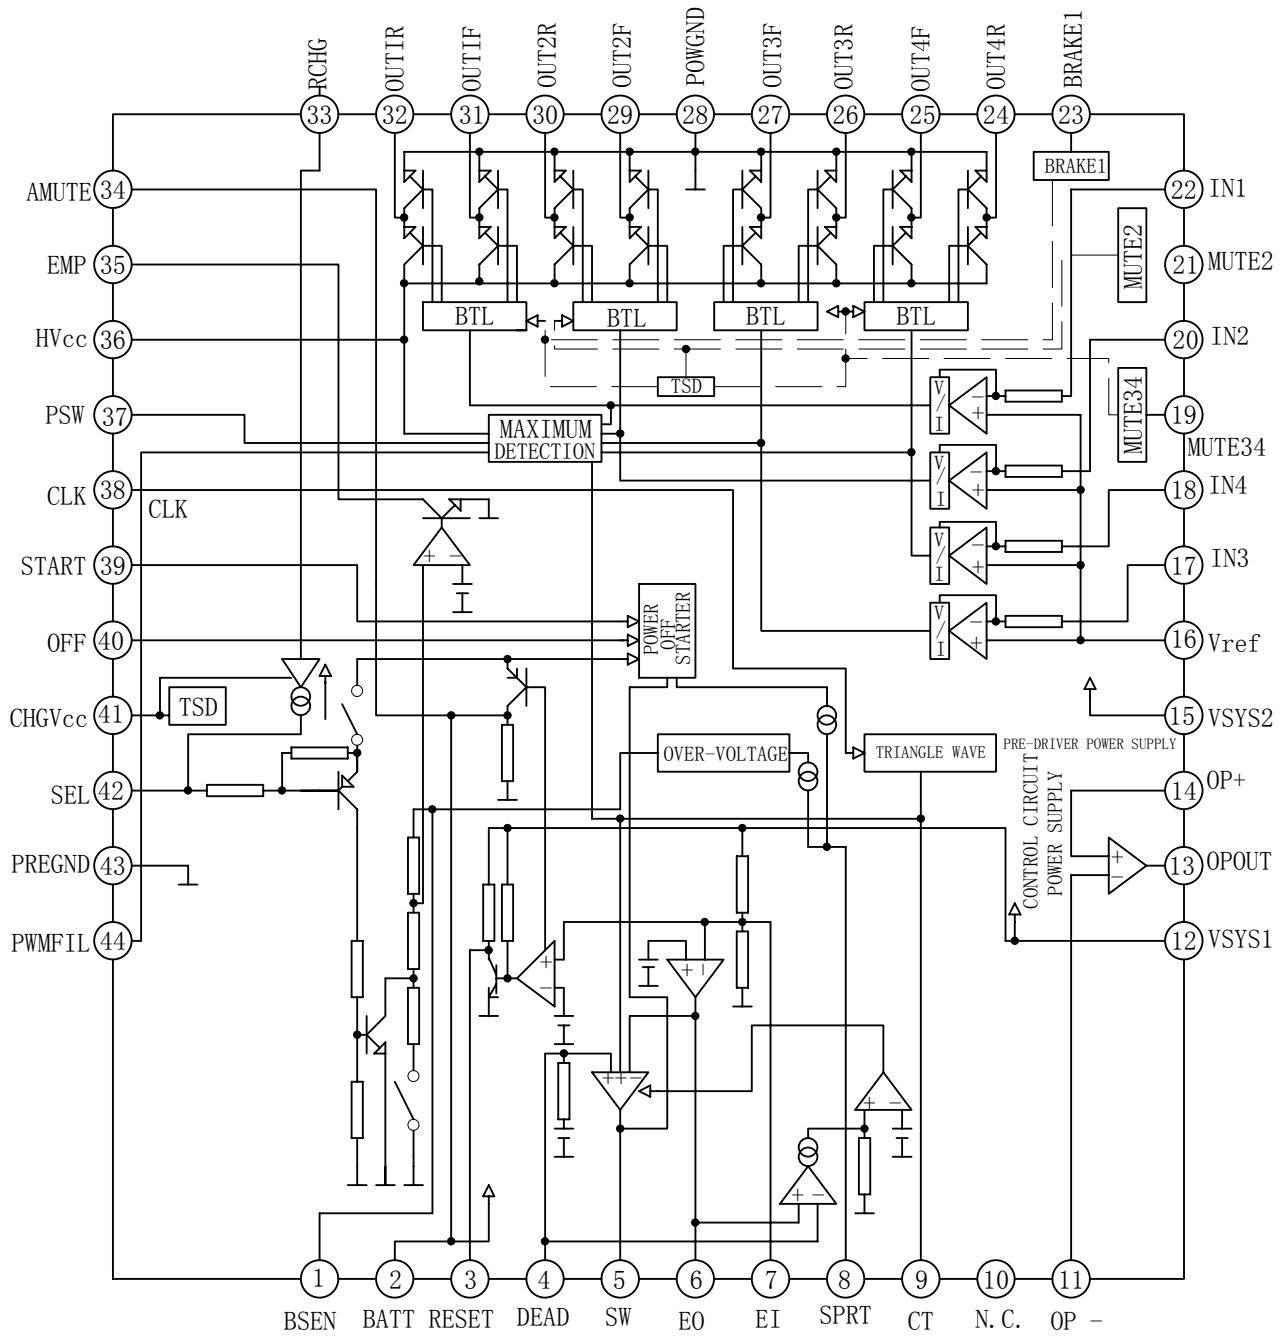 RCHG
OUT1R
OUT1F
OUT2R
OUT2F
POWGND
OUT3F
OUT3R
OUT4F
OUT4R
BRAKE1
33
32
31
30
29
28
27
26
25
24
23
BRAKE1
AMUTE 34
22 IN1
MUTE2
EMP 35
21 MUTE2
BTL
BTL
BTL
BTL
HVcc 36
20 IN2
TSD
V/I
− +
PSW 37
MAXIMUM
DETECTION
MUTE34
19
MUTE34
V/I
− +
CLK 38
CLK
18 IN4
+ −
V/I
− +
START 39
17 IN3
POWER
OFF
STARTER
V/I
− +
OFF 40
16 Vref
CHGVcc 41
TSD
15 VSYS2
OVER-VOLTAGE
TRIANGLE WAVE
PRE-DRIVER POWER SUPPLY
SEL 42
14 OP+
CONTROL CIRCUIT
POWER SUPPLY
PREGND 43
+ −
13 OPOUT
PWMFIL 44
12 VSYS1
+ −
+ −
++−
+ −
+ −
1
2
3
4
5
6
7
8
9
10
11
BSEN
BATT
RESET
DEAD
SW
EO
EI
SPRT
CT
N.C.
OP -